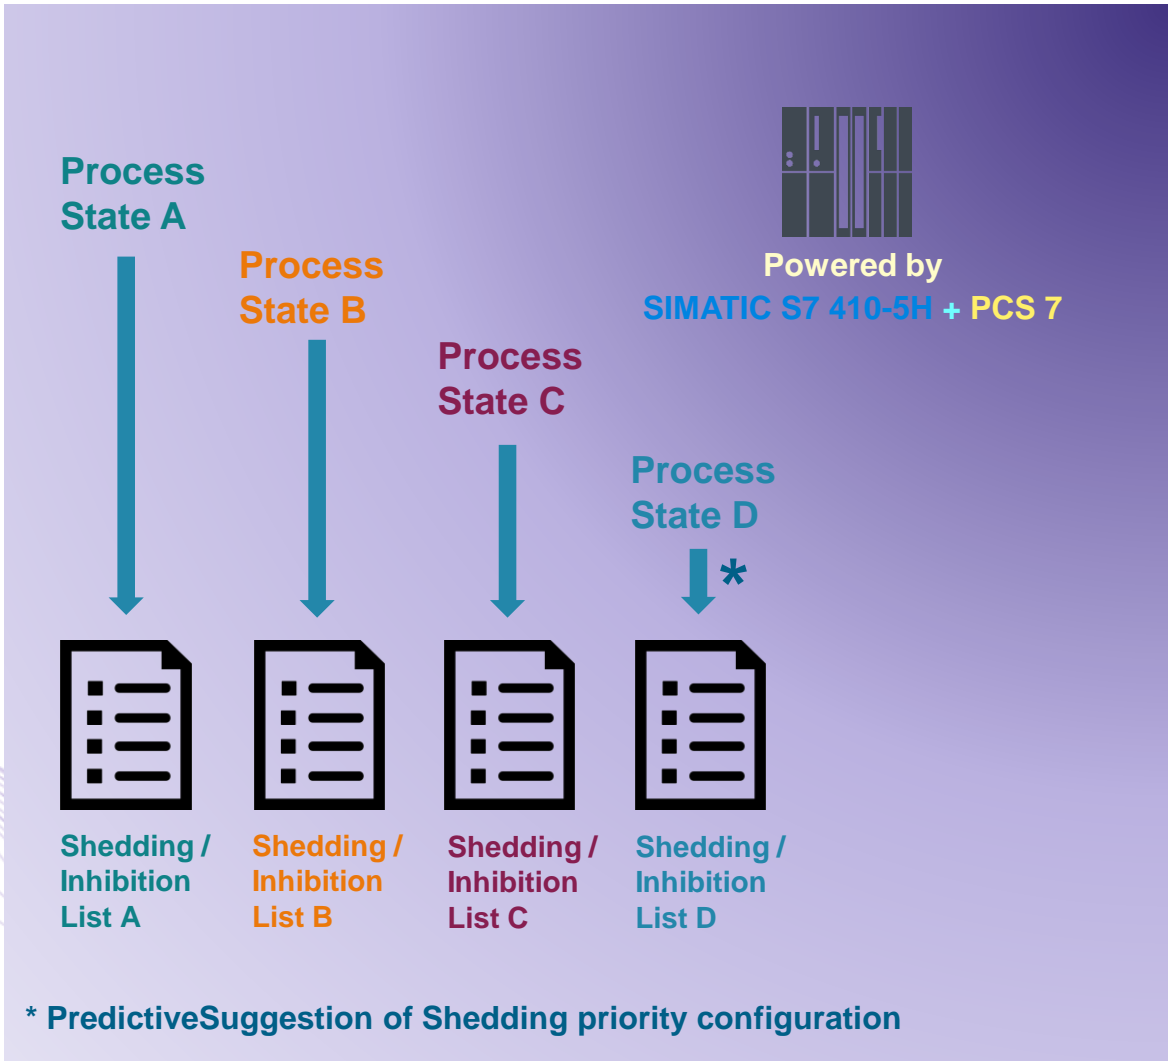 Process
State A
Process
State B
Process
State C
Process
State D
*
Powered by
SIMATIC S7 410-5H + PCS 7
Shedding /
Inhibition
List A
Shedding /
Inhibition
List B
Shedding /
Inhibition
List C
Shedding /
Inhibition
List D
* PredictiveSuggestion of Shedding priority configuration